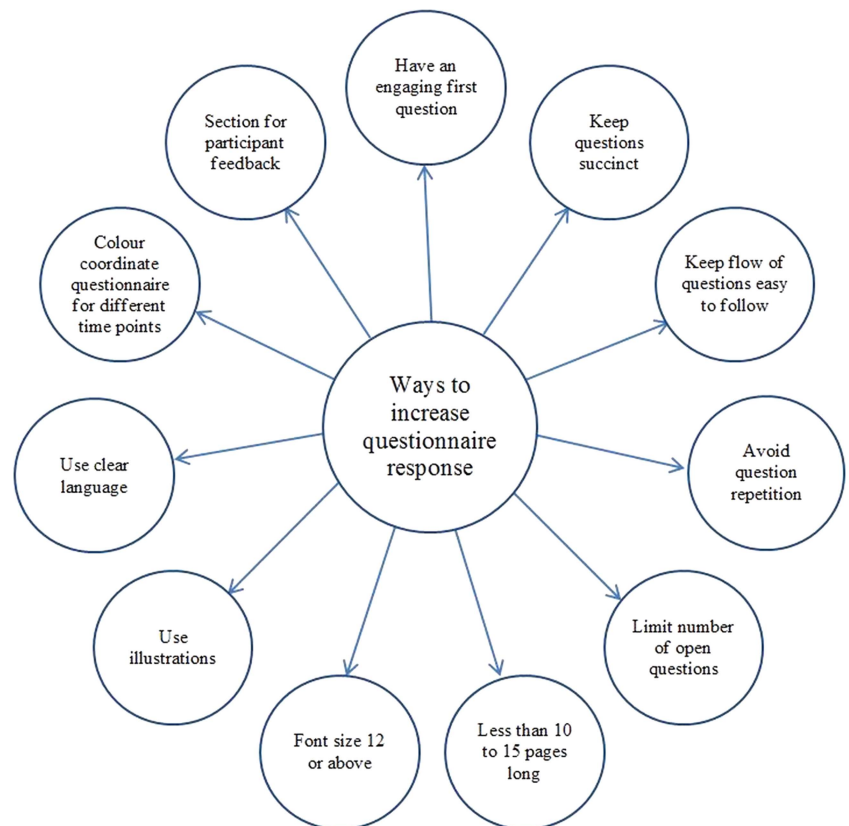 Have an
engaging first
question
Keep
questions
succinct
Keep flow of
questions easy
to follow
Avoid
question
repetition
Limit number
of open
questions
Less than 10
to 15 pages
long
Font size 12
or above
Use
illustrations
Use clear
language
Colour
coordinate
questionnaire
for different
time points
Section for
participant
feedback
Ways to
increase
questionnaire
response